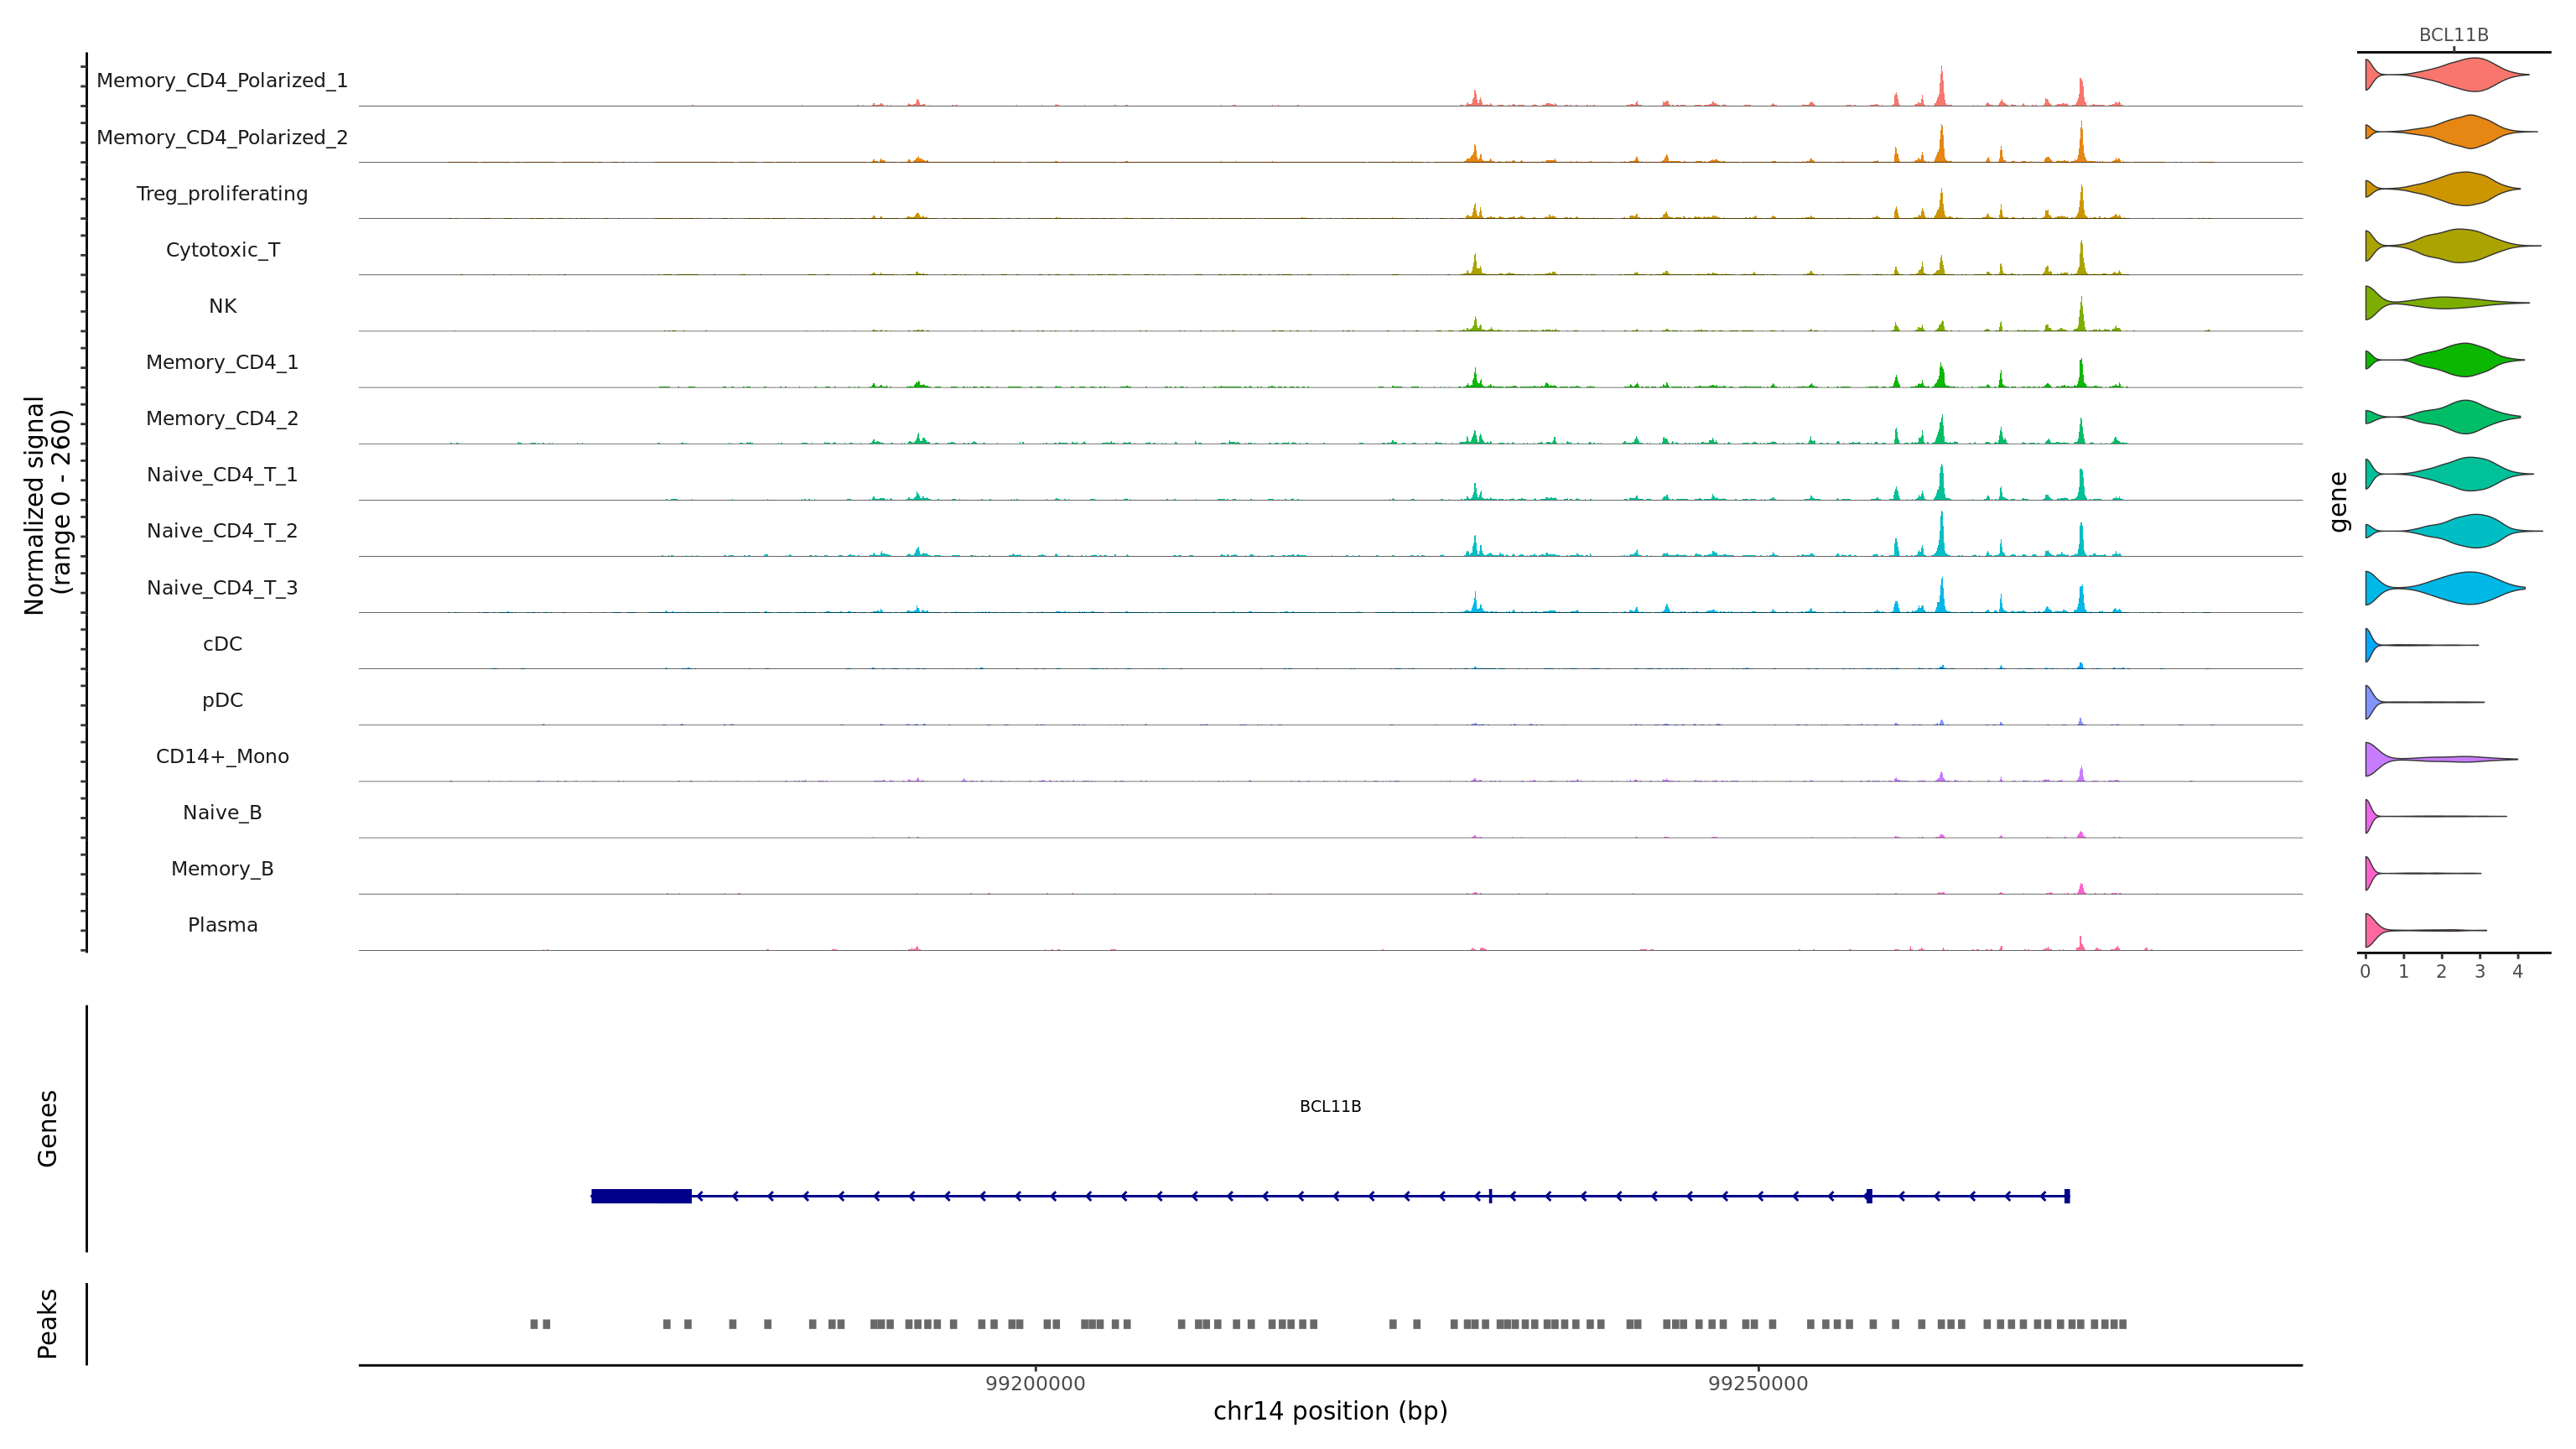 BCL11B
Memory_CD4_Polarized_1
Memory_CD4_Polarized_2
Treg_proliferating
Cytotoxic_T
NK
Memory_CD4_1
Memory_CD4_2
Naive_CD4_T_1
Naive_CD4_T_2
Naive_CD4_T_3
cDC
pDC
CD14+_Mono
Naive_B
Memory_B
Plasma
Normalized signal
(range 0 - 260)
gene
0 1 2 3 4
Genes
BCL11B
Peaks
99200000 99250000
chr14 position (bp)